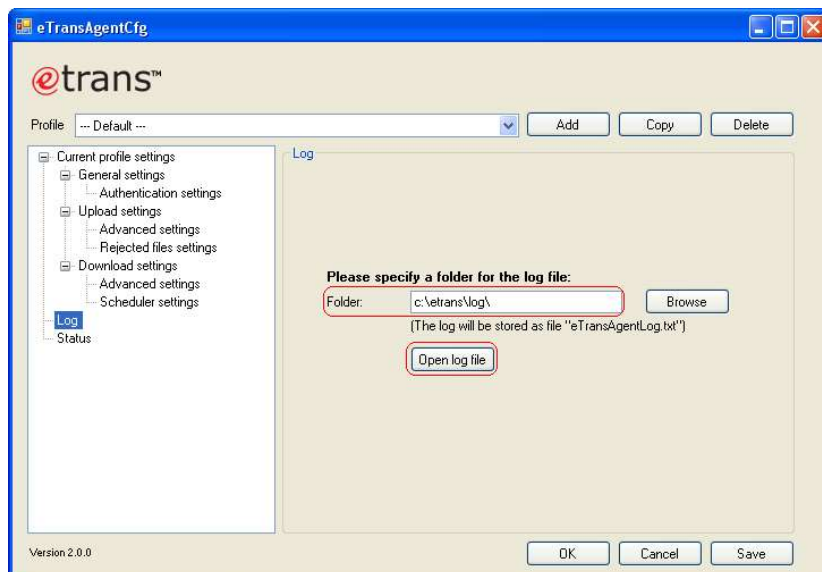 eTransAgentCfg
@trans™
Profile --- Default --- Add Copy Delete
Current profile settings
General settings
Authentication settings
Upload settings
Advanced settings
Rejected files settings
Download settings
Advanced settings
Scheduler settings
Log
Status
Log
Please specify a folder for the log file:
Folder: c:\etrans\log\ Browse
(The log will be stored as file "eTransAgentLog.txt")
Open log file
Version 2.0.0 OK Cancel Save